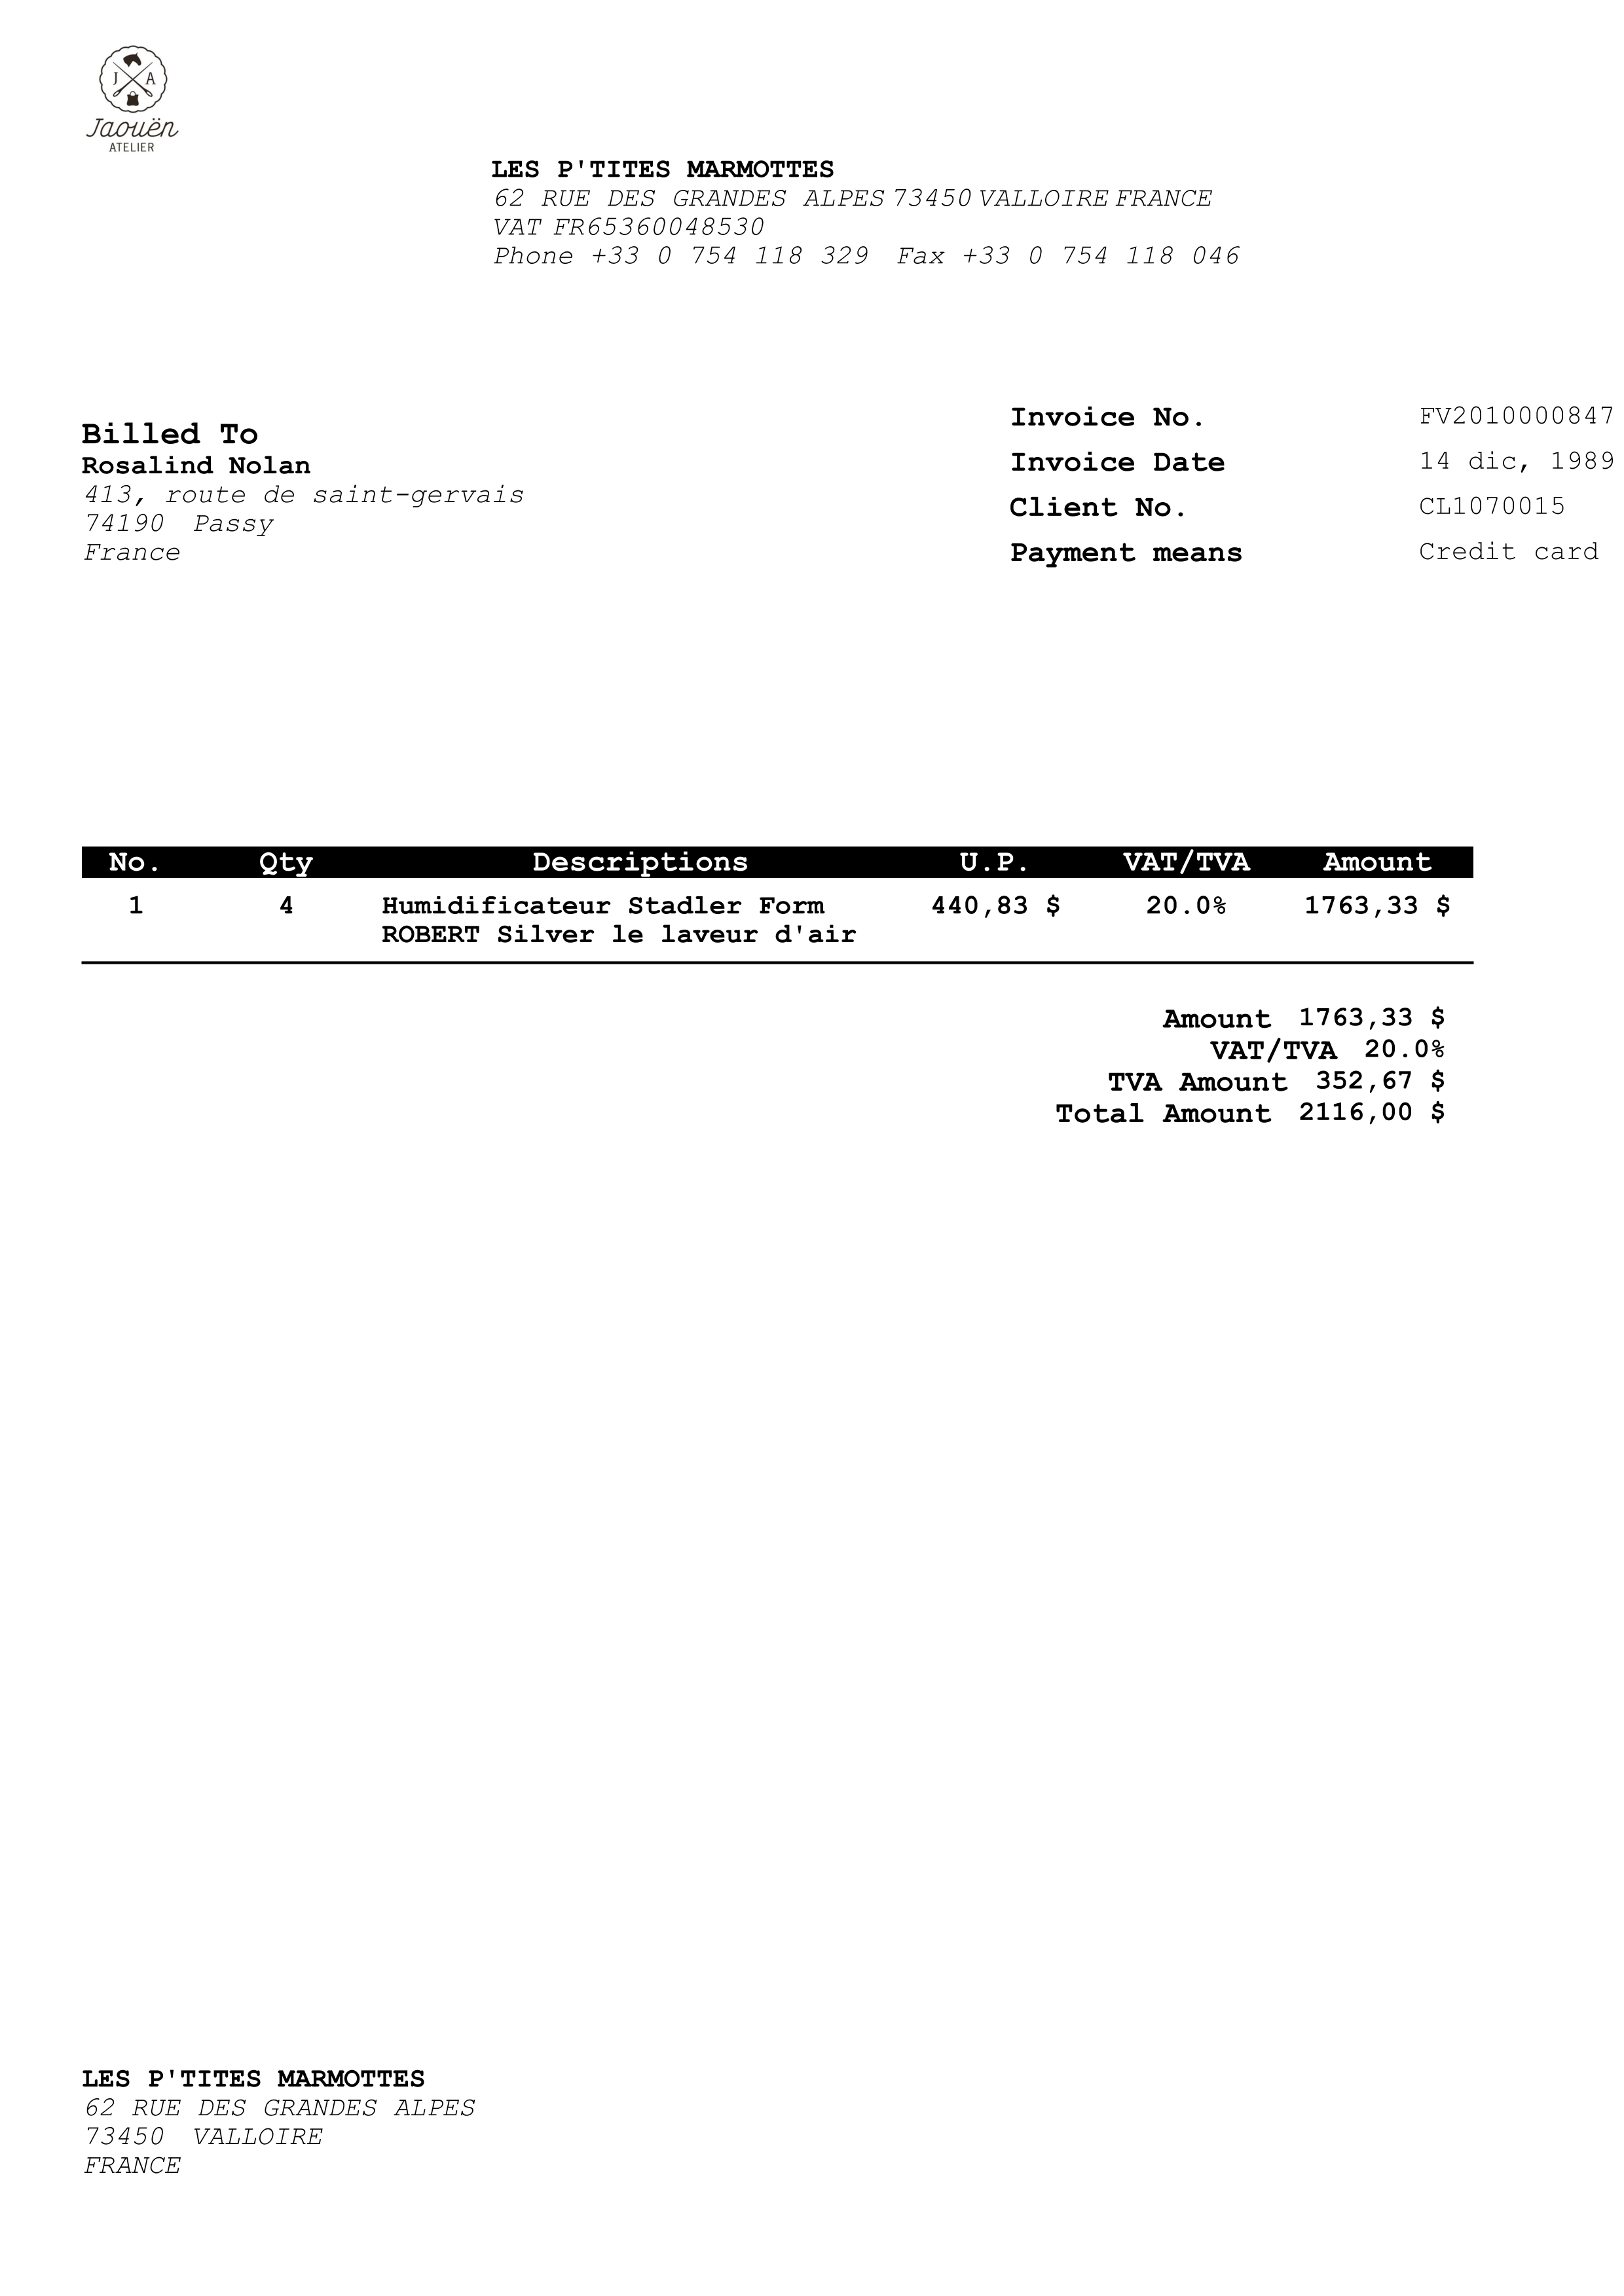 J A
Jaouën
ATELIER
LES P'TITES MARMOTTES
62 RUE DES GRANDES ALPES 73450 VALLOIRE FRANCE
VAT FR65360048530
Phone +33 0 754 118 329 Fax +33 0 754 118 046
Billed To
Rosalind Nolan
413, route de saint-gervais
74190 Passy
France
Invoice No. FV2010000847
Invoice Date 14 dic, 1989
Client No. CL1070015
Payment means Credit card
No. Qty Descriptions U.P. VAT/TVA Amount
1 4 Humidificateur Stadler Form 440,83 $ 20.0% 1763,33 $
ROBERT Silver le laveur d'air
Amount 1763,33 $
VAT/TVA 20.0%
TVA Amount 352,67 $
Total Amount 2116,00 $
LES P'TITES MARMOTTES
62 RUE DES GRANDES ALPES
73450 VALLOIRE
FRANCE